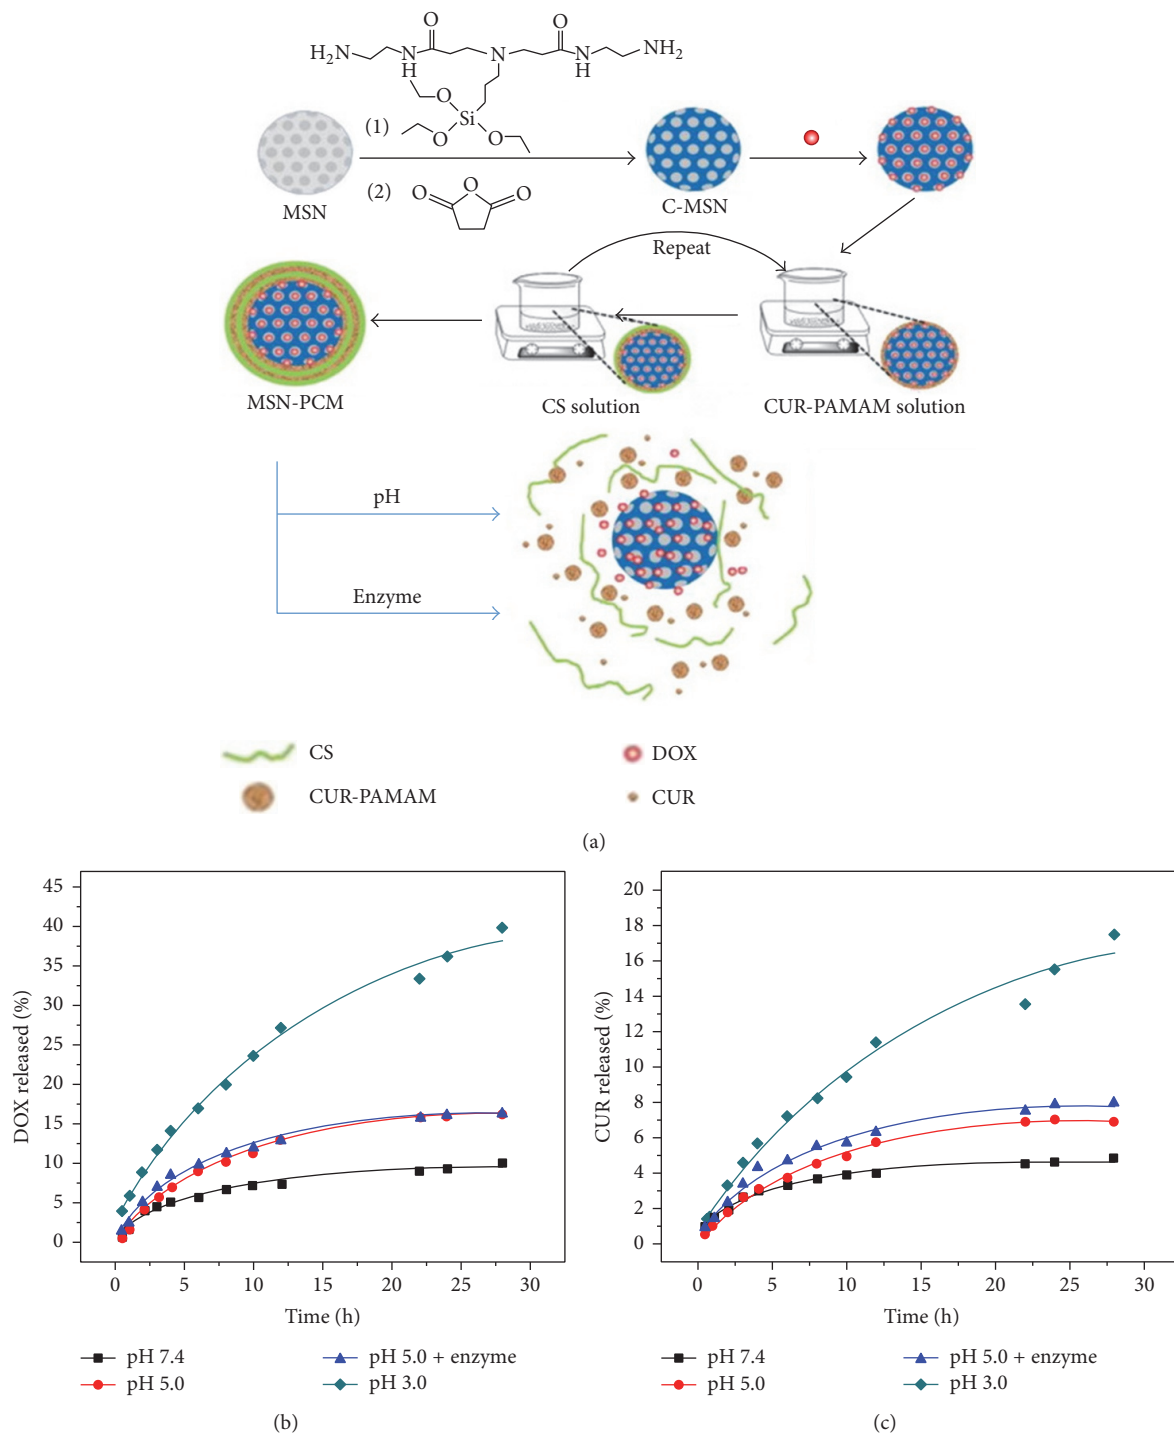 O
O
H₂N
N
H
N
N
H
NH₂
O
Si
O
O
(1)
(2)
O
O
O
MSN
C-MSN
Repeat
MSN-PCM
CS solution
CUR-PAMAM solution
pH
Enzyme
CS
DOX
CUR-PAMAM
CUR
(a)
DOX released (%)
45
40
35
30
25
20
15
10
5
0
0 5 10 15 20 25 30
Time (h)
pH 7.4
pH 5.0 + enzyme
pH 5.0
pH 3.0
(b)
CUR released (%)
20
18
16
14
12
10
8
6
4
2
0
0 5 10 15 20 25 30
Time (h)
pH 7.4
pH 5.0 + enzyme
pH 5.0
pH 3.0
(c)